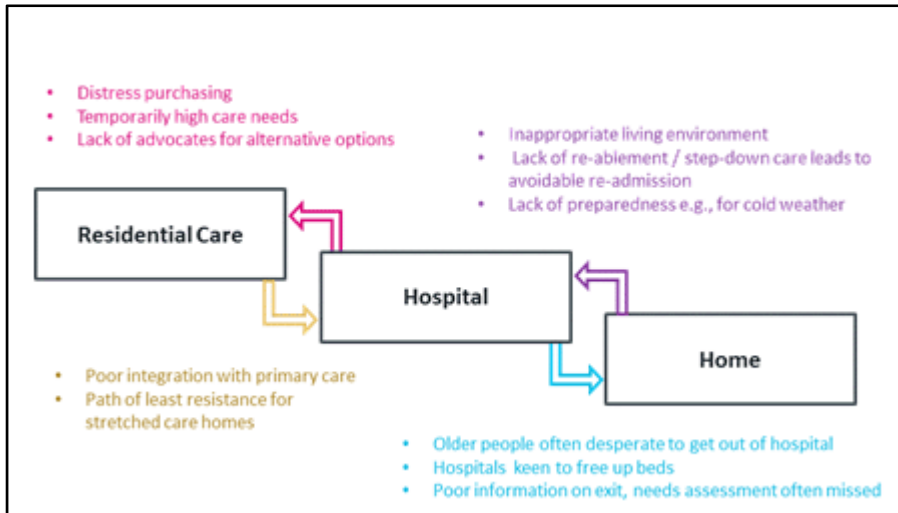 • Distress purchasing
• Temporarily high care needs
• Lack of advocates for alternative options
• Inappropriate living environment
• Lack of re-ablement / step-down care leads to
avoidable re-admission
• Lack of preparedness e.g., for cold weather
Residential Care
Hospital
Home
• Poor integration with primary care
• Path of least resistance for
stretched care homes
• Older people often desperate to get out of hospital
• Hospitals keen to free up beds
• Poor information on exit, needs assessment often missed